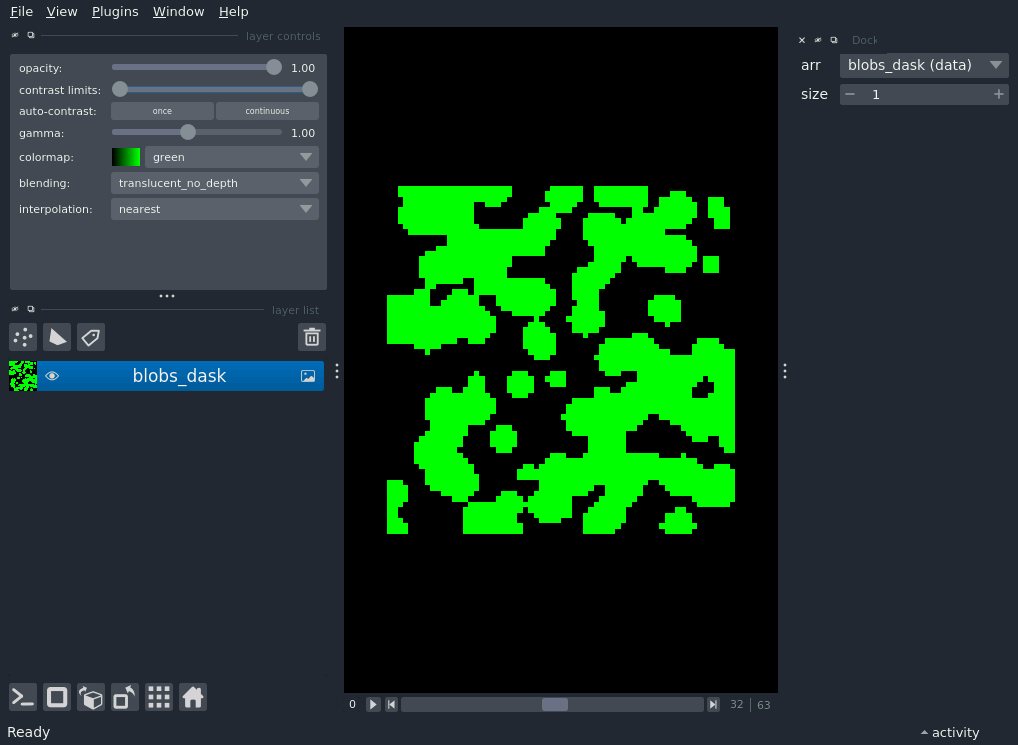 File View Plugins Window Help
layer controls
opacity: 1.00
contrast limits:
auto-contrast: once continuous
gamma: 1.00
colormap: green
blending: translucent_no_depth
interpolation: nearest
layer list
blobs_dask
Dock
arr blobs_dask (data)
size 1
0 32 63
Ready
activity